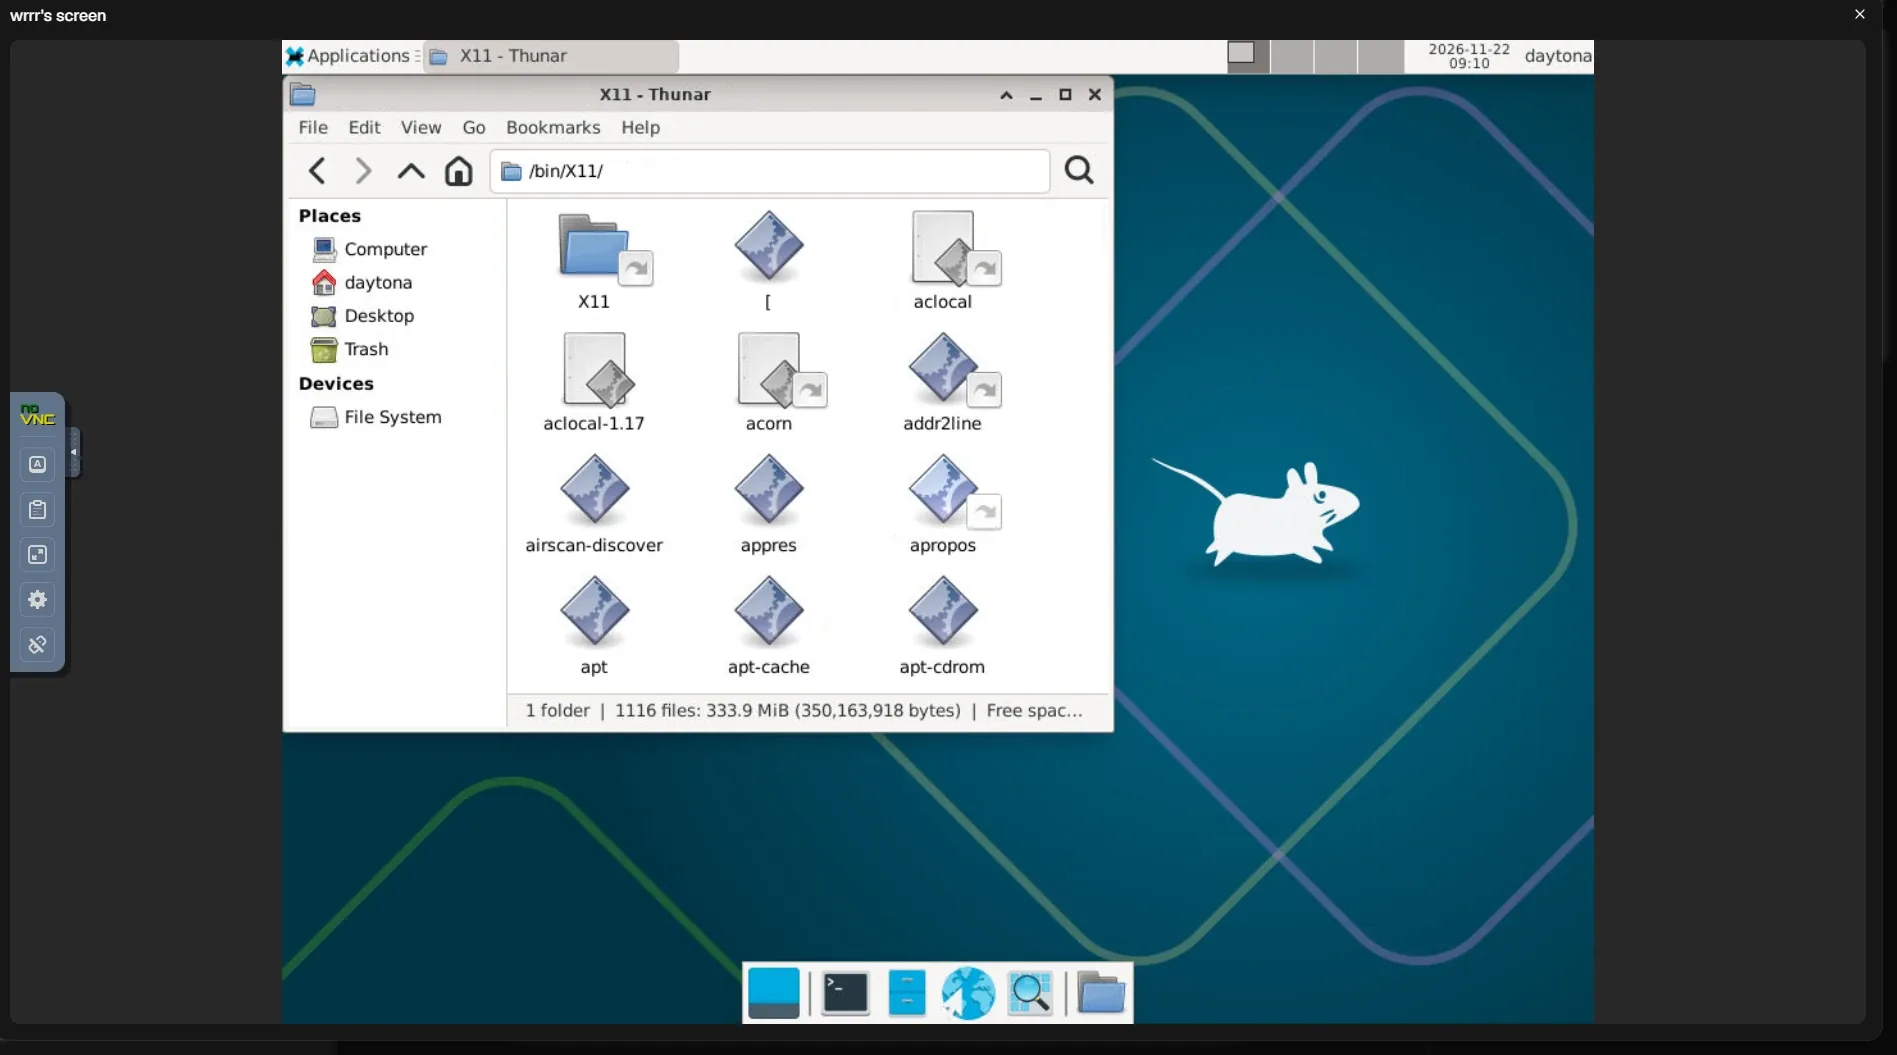 wrrr's screen
Applications
X11 - Thunar
2026-11-22
09:10
daytona
X11 - Thunar
File Edit View Go Bookmarks Help
/bin/X11/
Places
Computer
daytona
Desktop
Trash
Devices
File System
X11
[
aclocal
aclocal-1.17
acorn
addr2line
airscan-discover
appres
apropos
apt
apt-cache
apt-cdrom
1 folder | 1116 files: 333.9 MiB (350,163,918 bytes) | Free spac...
no
VNC
A
>_